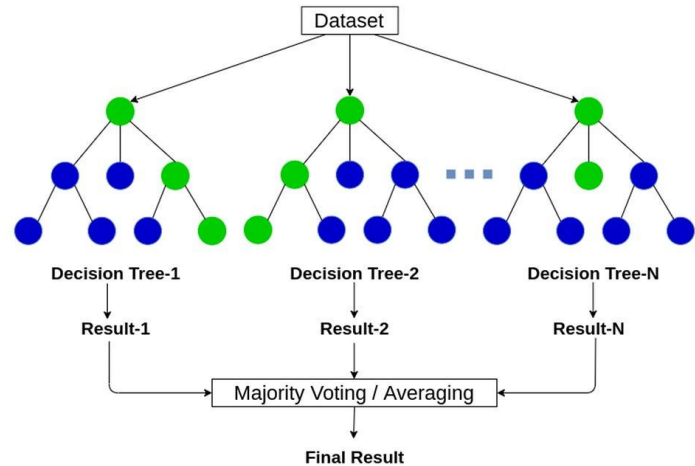 Dataset
Decision Tree-1
Decision Tree-2
Decision Tree-N
Result-1
Result-2
Result-N
Majority Voting / Averaging
Final Result